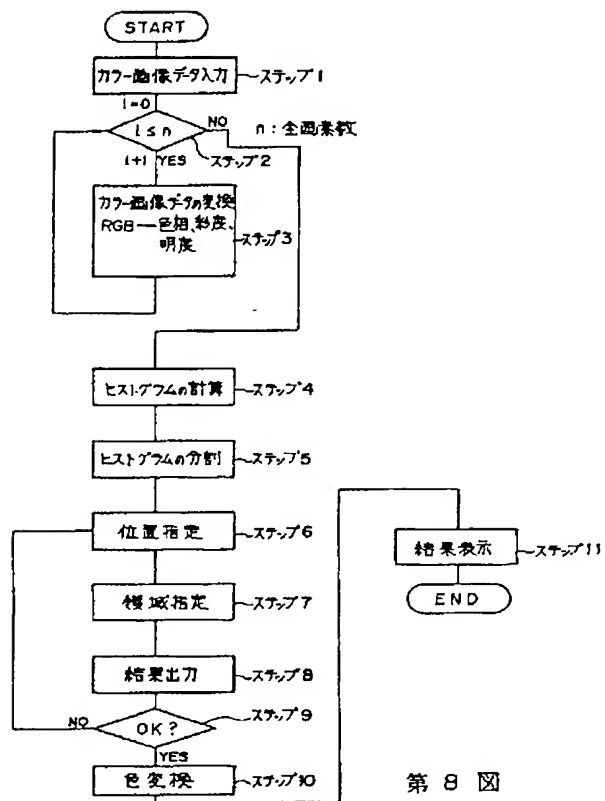 START
カラー画像データ入力
ステップ1
i=0
i≤n
NO
n:全画素数
i+1
YES
ステップ2
カラー画像データの変換
RGB—色相、彩度、
明度
ステップ3
ヒストグラムの計算
ステップ4
ヒストグラムの分割
ステップ5
位置指定
ステップ6
領域指定
ステップ7
結果出力
ステップ8
NO
OK?
ステップ9
YES
色変換
ステップ10
結果表示
ステップ11
END
第8図